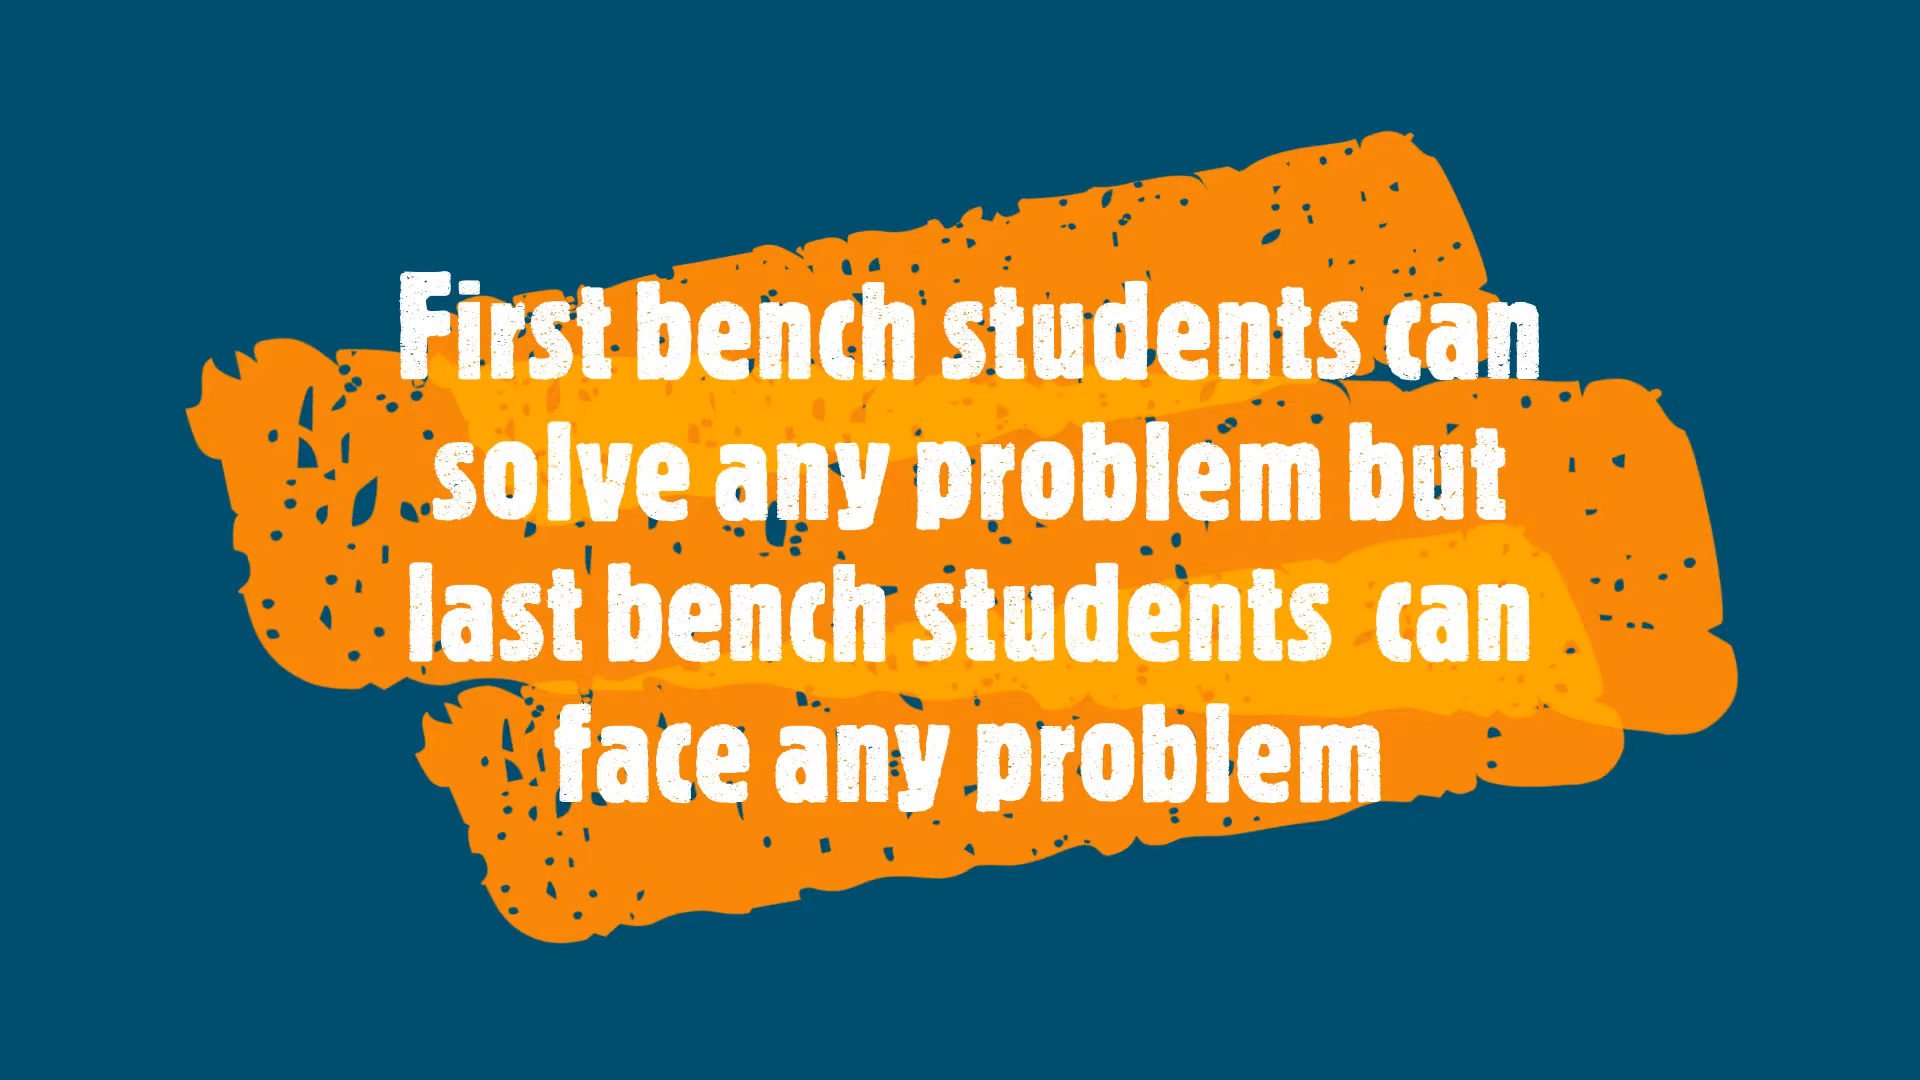 First bench students can
solve any problem but
last bench students  can
face any problem